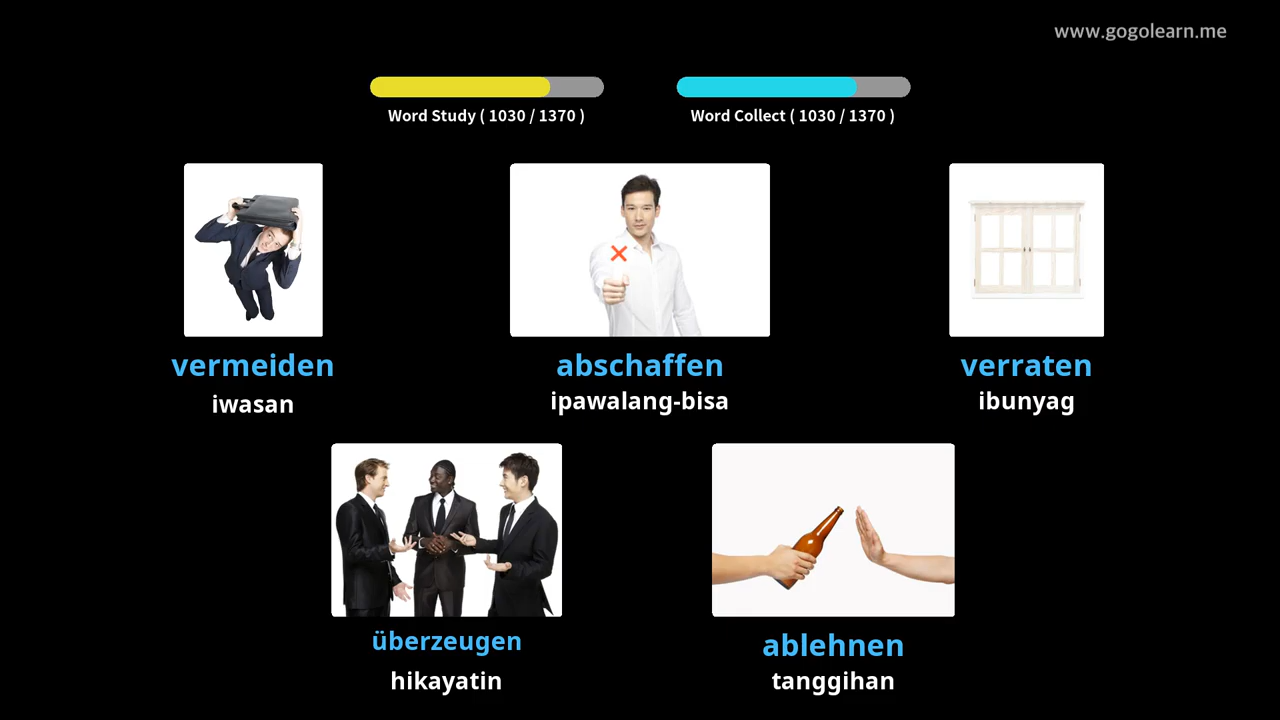 www.gogolearn.me
Word Study ( 1030 / 1370 )
Word Collect ( 1030 / 1370 )
vermeiden
iwasan
abschaffen
ipawalang-bisa
verraten
ibunyag
überzeugen
hikayatin
ablehnen
tanggihan